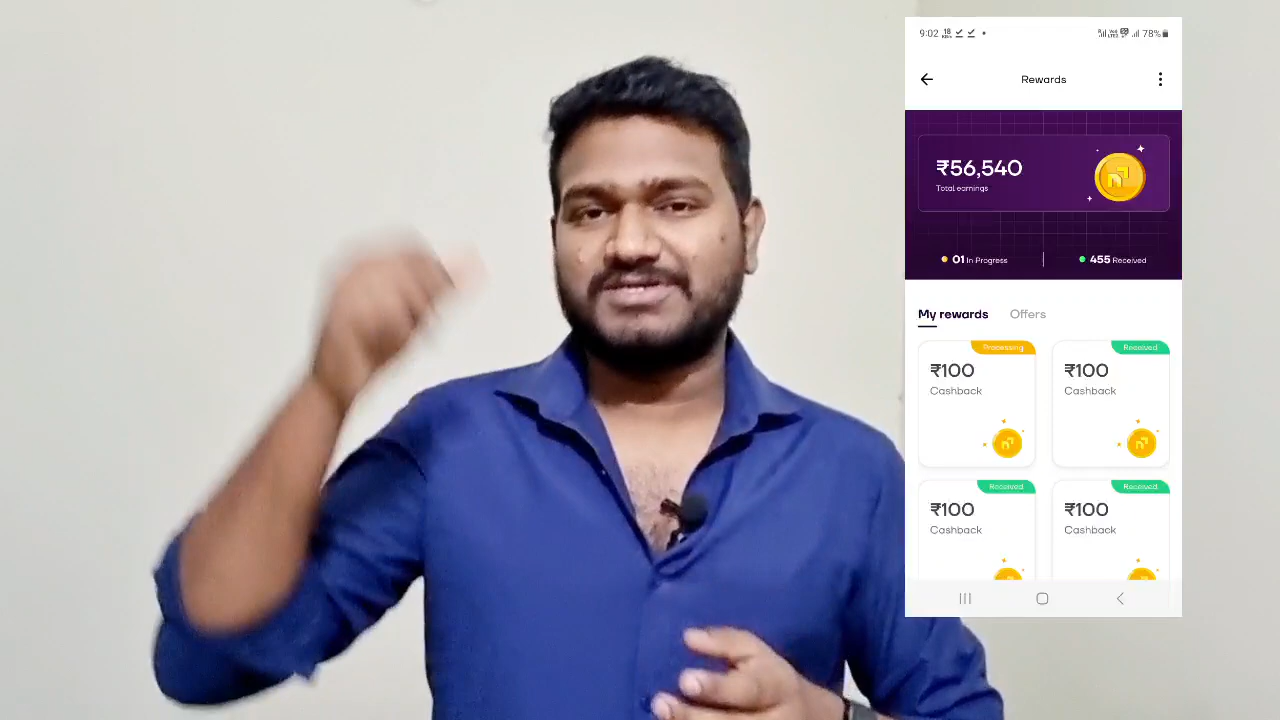 9:02
78%
Rewards
₹56,540
Total earnings
01 In Progress
455 Received
My rewards
Offers
Processing
Received
₹100
₹100
Cashback
Cashback
Received
Received
₹100
₹100
Cashback
Cashback